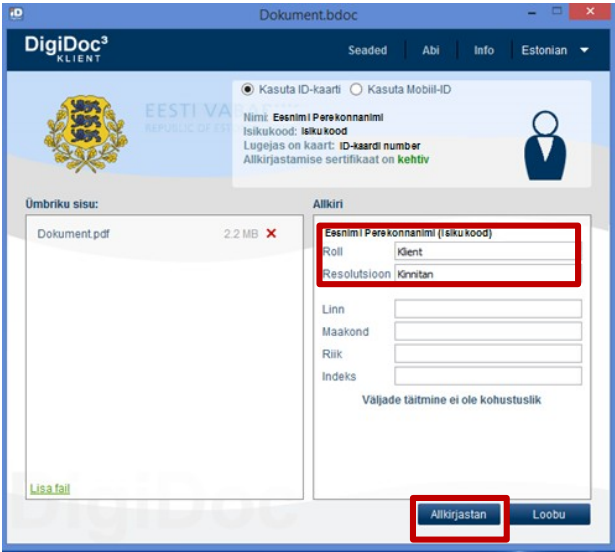 Dokument.bdoc
DigiDoc³
KLIENT
Seaded Abi Info Estonian
Kasuta ID-kaarti Kasuta Mobiil-ID
EESTI VABARIIK
REPUBLIC OF ESTONIA
Nimi: Eesnimi Perekonnanimi
Isikukood: Isikukood
Lugejas on kaart: ID-kaardi number
Allkirjastamise sertifikaat on kehtiv
Ümbriku sisu:
Dokument.pdf 2.2 MB
Lisa fail
Allkiri
Eesnimi Perekonnanimi (Isikukood)
Roll Klient
Resolutsioon Kinnitan
Linn
Maakond
Riik
Indeks
Väljade täitmine ei ole kohustuslik
DigiDoc
Allkirjastan Loobu